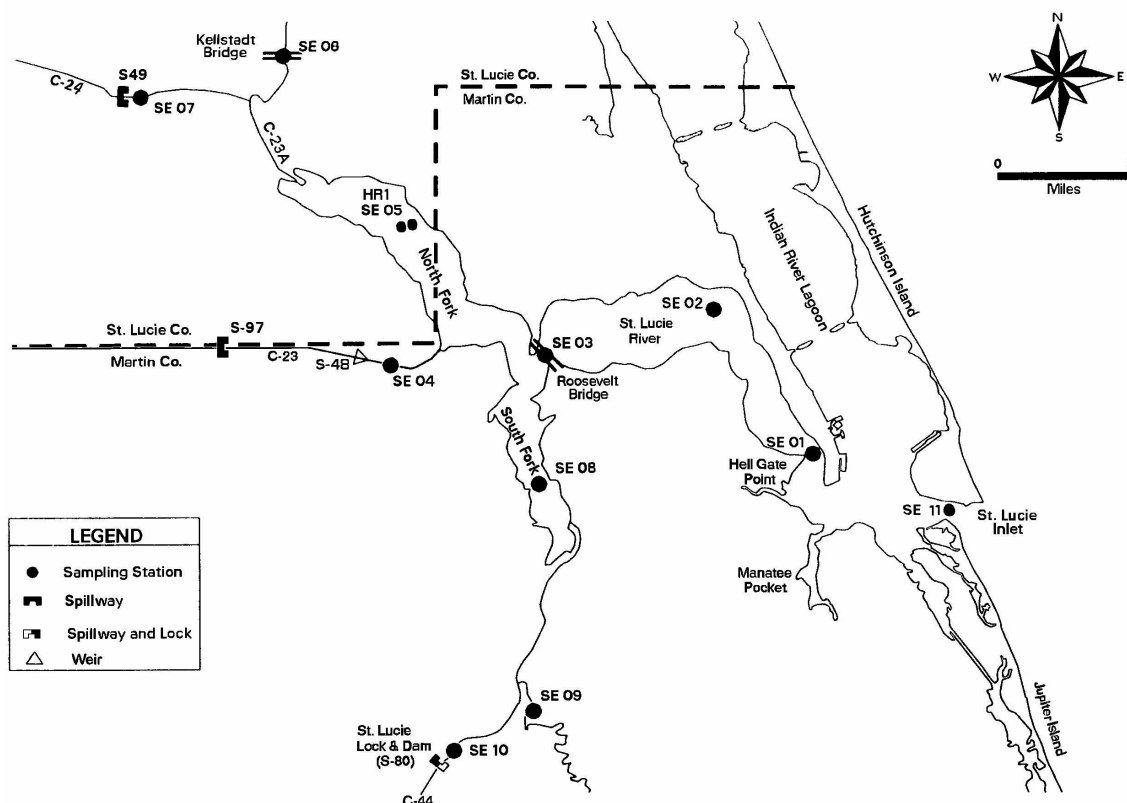 Kellstadt
Bridge
SE 06
N
W
E
S
C-24
S49
SE 07
St. Lucie Co.
Martin Co.
0
Miles
C-23A
HR1
SE 05
North Fork
Indian River Lagoon
Hutchinson Island
SE 02
St. Lucie
River
St. Lucie Co.
S-97
Martin Co.
C-23
S-48
SE 04
SE 03
Roosevelt
Bridge
South Fork
SE 08
SE 01
Hell Gate
Point
SE 11
St. Lucie
Inlet
Manatee
Pocket
LEGEND
Sampling Station
Spillway
Spillway and Lock
Weir
SE 09
St. Lucie
Lock & Dam
(S-80)
SE 10
C-44
Jupiter Island